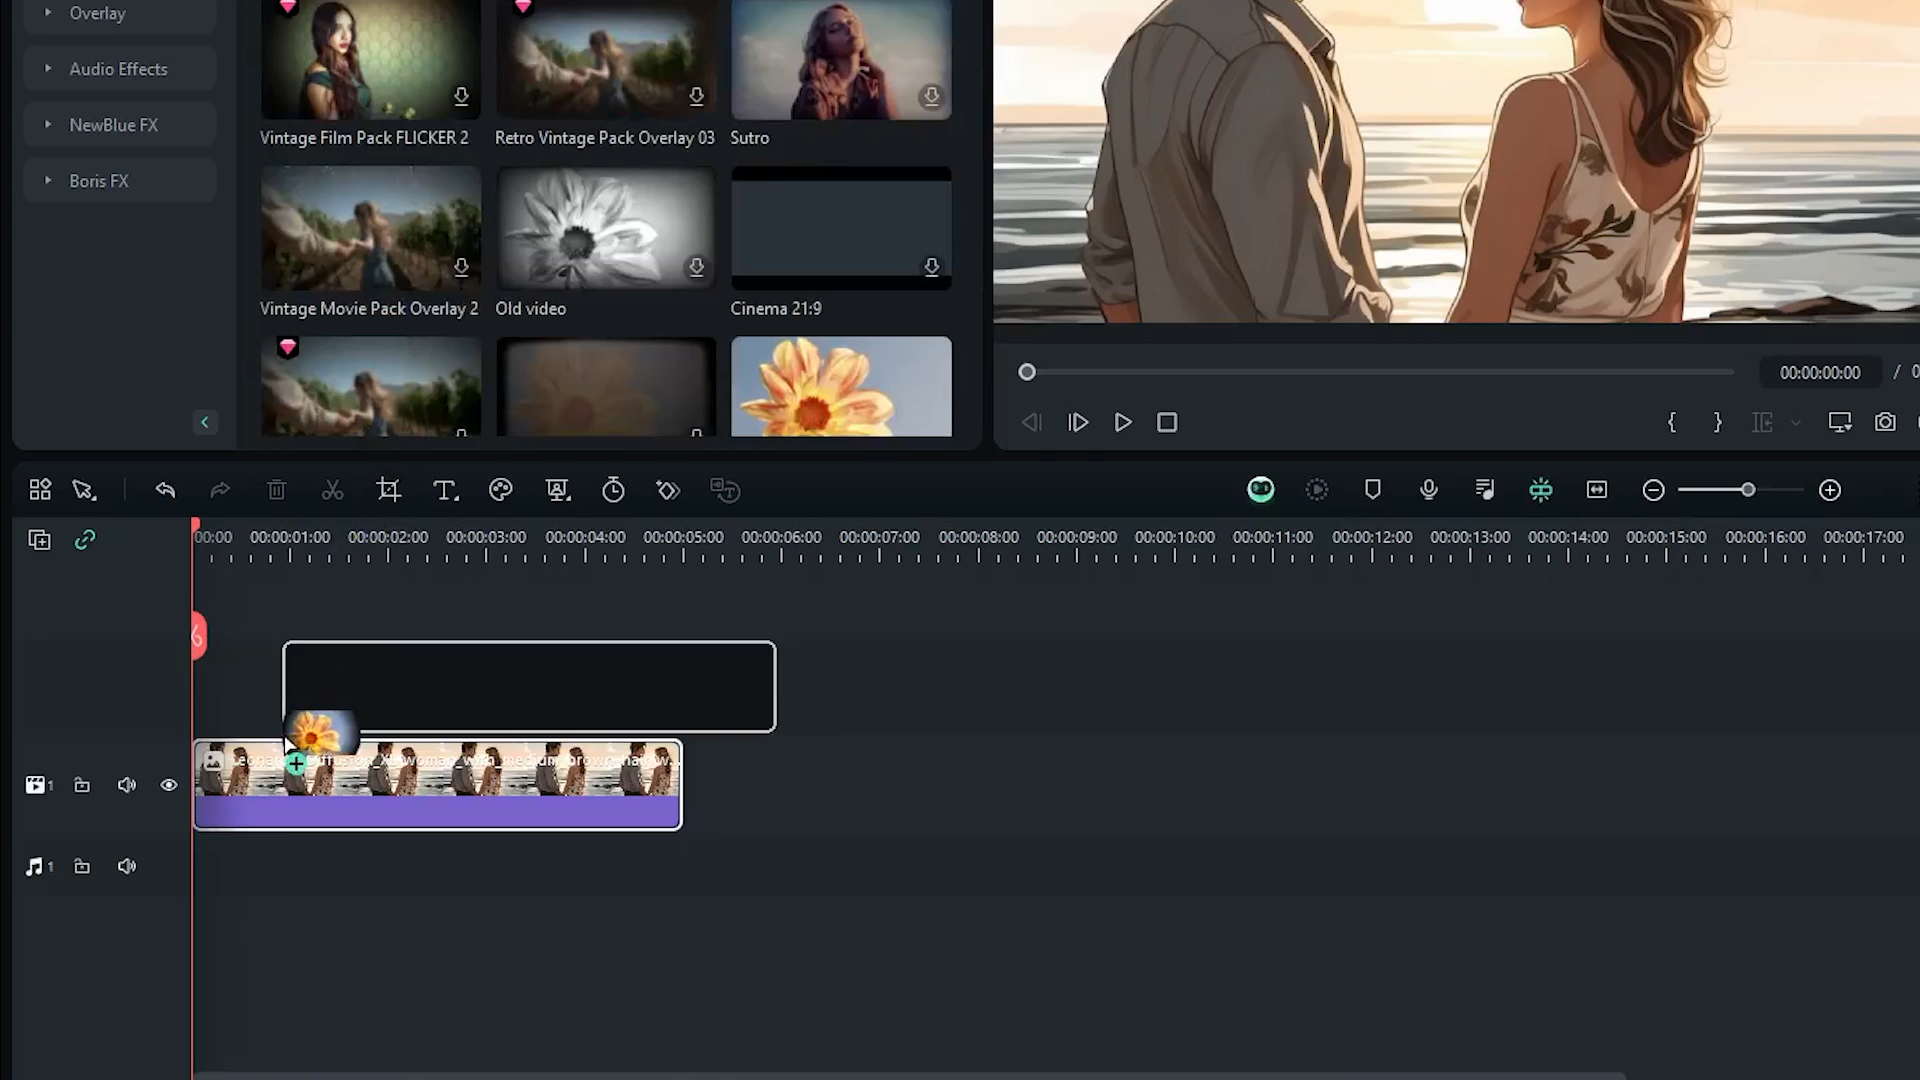 Overlay
Audio Effects
NewBlue FX
Boris FX
Vintage Film Pack FLICKER 2
Retro Vintage Pack Overlay 03
Sutro
Vintage Movie Pack Overlay 2
Old video
Cinema 21:9
00:00:00:00 / 0
00:00 00:00:01:00 00:00:02:00 00:00:03:00 00:00:04:00 00:00:05:00 00:00:06:00 00:00:07:00 00:00:08:00 00:00:09:00 00:00:10:00 00:00:11:00 00:00:12:00 00:00:13:00 00:00:14:00 00:00:15:00 00:00:16:00 00:00:17:00
woman_with_medium_brown_hair_w...
1
1